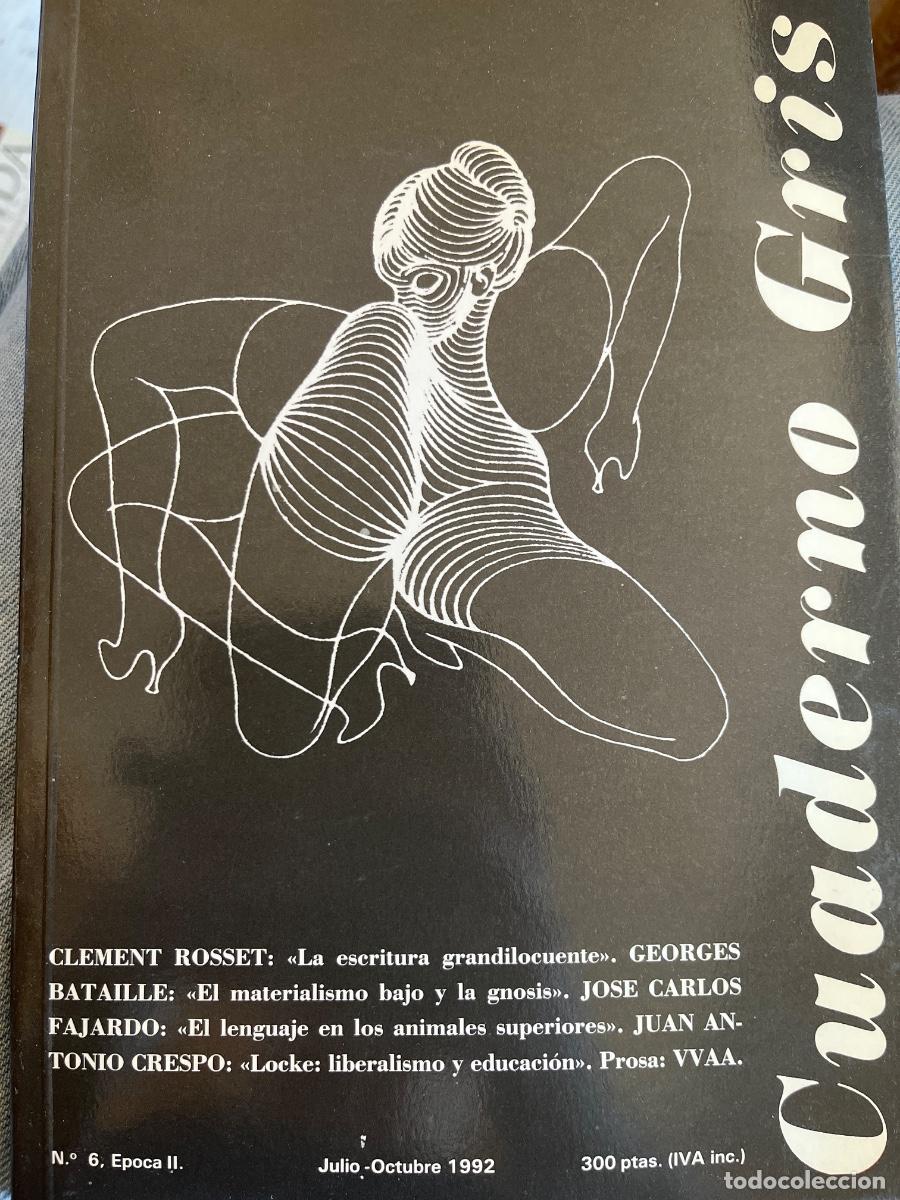 Cuaderno Gris
CLEMENT ROSSET: «La escritura grandilocuente». GEORGES
BATAILLE: «El materialismo bajo y la gnosis». JOSE CARLOS
FAJARDO: «El lenguaje en los animales superiores». JUAN AN-
TONIO CRESPO: «Locke: liberalismo y educación». Prosa: VVAA.
N.º 6, Epoca II.
Julio-Octubre 1992
300 ptas. (IVA inc.)
todocoleccion